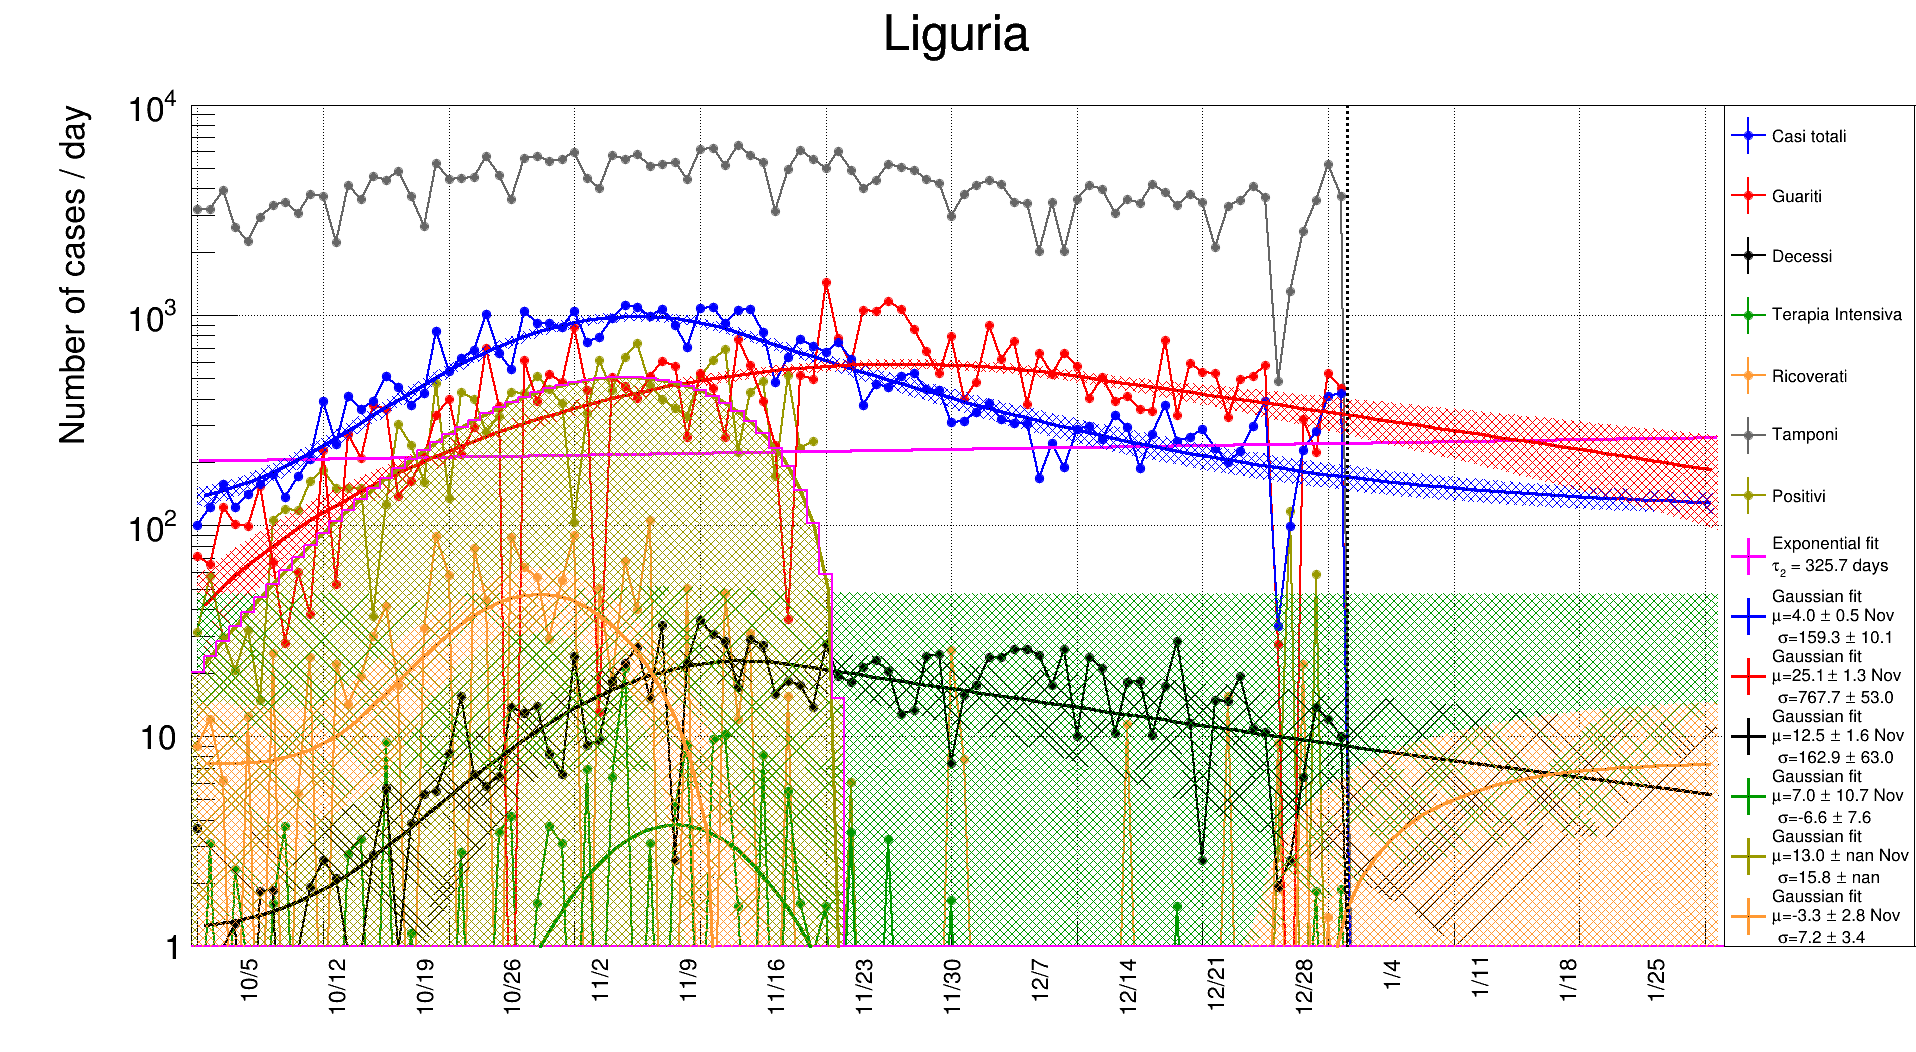 Liguria
Number of cases / day
10⁴
10³
10²
10
1
10/5
10/12
10/19
10/26
11/2
11/9
11/16
11/23
11/30
12/7
12/14
12/21
12/28
1/4
1/11
1/18
1/25
Casi totali
Guariti
Decessi
Terapia Intensiva
Ricoverati
Tamponi
Positivi
Exponential fit
τ₂ = 325.7 days
Gaussian fit
μ=4.0 ± 0.5 Nov
σ=159.3 ± 10.1
Gaussian fit
μ=25.1 ± 1.3 Nov
σ=767.7 ± 53.0
Gaussian fit
μ=12.5 ± 1.6 Nov
σ=162.9 ± 63.0
Gaussian fit
μ=7.0 ± 10.7 Nov
σ=-6.6 ± 7.6
Gaussian fit
μ=13.0 ± nan Nov
σ=15.8 ± nan
Gaussian fit
μ=-3.3 ± 2.8 Nov
σ=7.2 ± 3.4